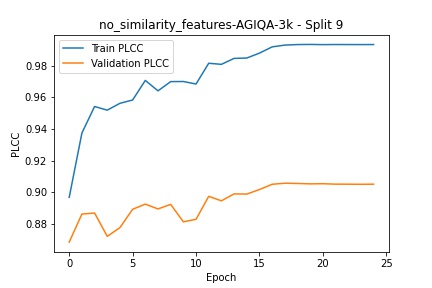 no_similarity_features-AGIQA-3k - Split 9
Train PLCC
Validation PLCC
PLCC
0.98
0.96
0.94
0.92
0.90
0.88
0 5 10 15 20 25
Epoch